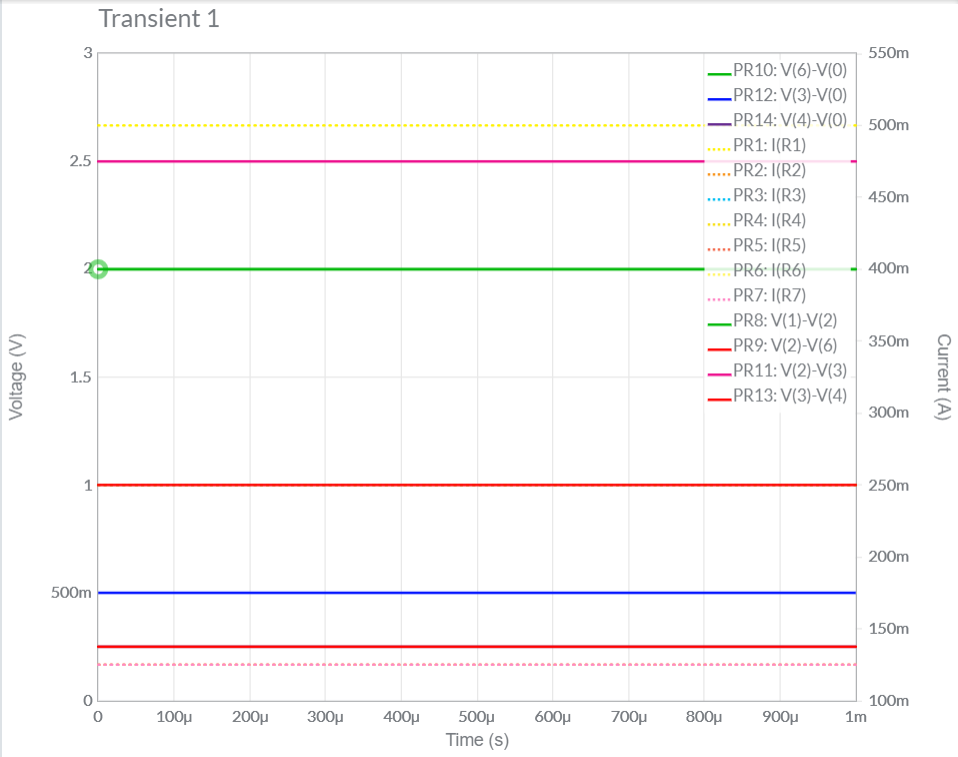 Transient 1
3
2.5
2
1.5
1
500m
0
Voltage (V)
PR10: V(6)-V(0)
PR12: V(3)-V(0)
PR14: V(4)-V(0)
PR1: I(R1)
PR2: I(R2)
PR3: I(R3)
PR4: I(R4)
PR5: I(R5)
PR6: I(R6)
PR7: I(R7)
PR8: V(1)-V(2)
PR9: V(2)-V(6)
PR11: V(2)-V(3)
PR13: V(3)-V(4)
550m
500m
450m
400m
350m
300m
250m
200m
150m
100m
Current (A)
0 100µ 200µ 300µ 400µ 500µ 600µ 700µ 800µ 900µ 1m
Time (s)